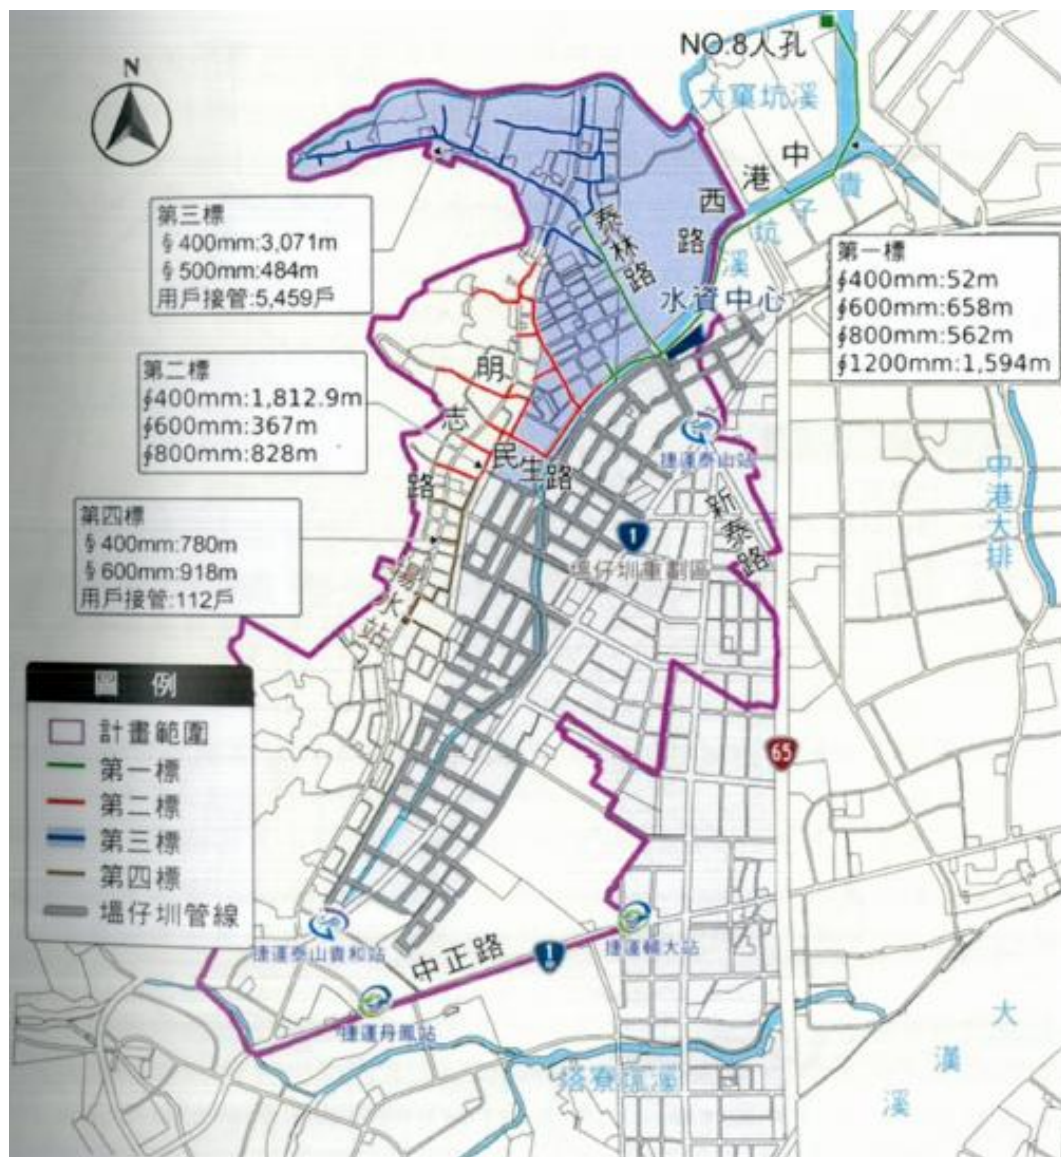 N
NO.8人孔
大窠坑溪
中港西路
貴子坑溪
泰林路
水資中心
第三標
∮400mm:3,071m
∮500mm:484m
用戶接管:5,459戶
第一標
∮400mm:52m
∮600mm:658m
∮800mm:562m
∮1200mm:1,594m
第二標
∮400mm:1,812.9m
∮600mm:367m
∮800mm:828m
明志路
民生路
捷運泰山站
新泰路
中港大排
1
塭仔圳重劃區
第四標
∮400mm:780m
∮600mm:918m
用戶接管:112戶
揚水站
圖 例
計畫範圍
第一標
第二標
第三標
第四標
塭仔圳管線
65
捷運泰山貴和站
中正路
1
捷運輔大站
捷運丹鳳站
塔寮坑溪
大漢溪